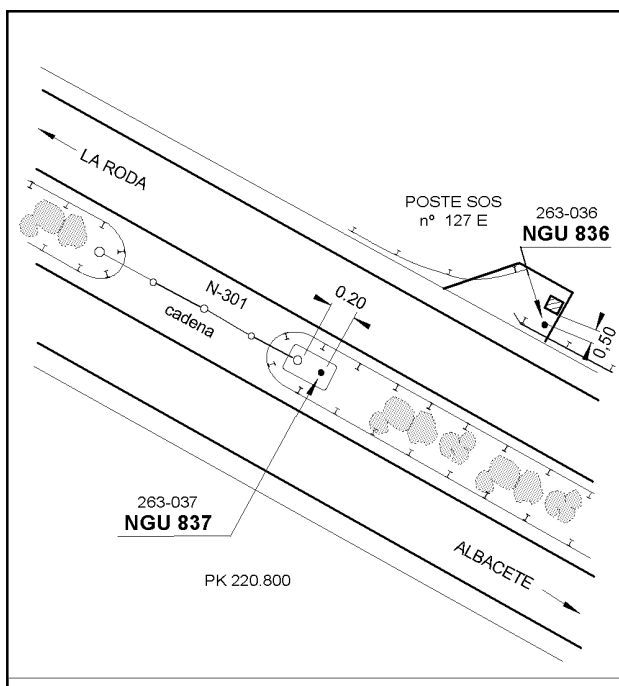 LA RODA
POSTE SOS
nº 127 E
263-036
NGU 836
N-301
cadena
0.20
0,50
263-037
NGU 837
PK 220.800
ALBACETE